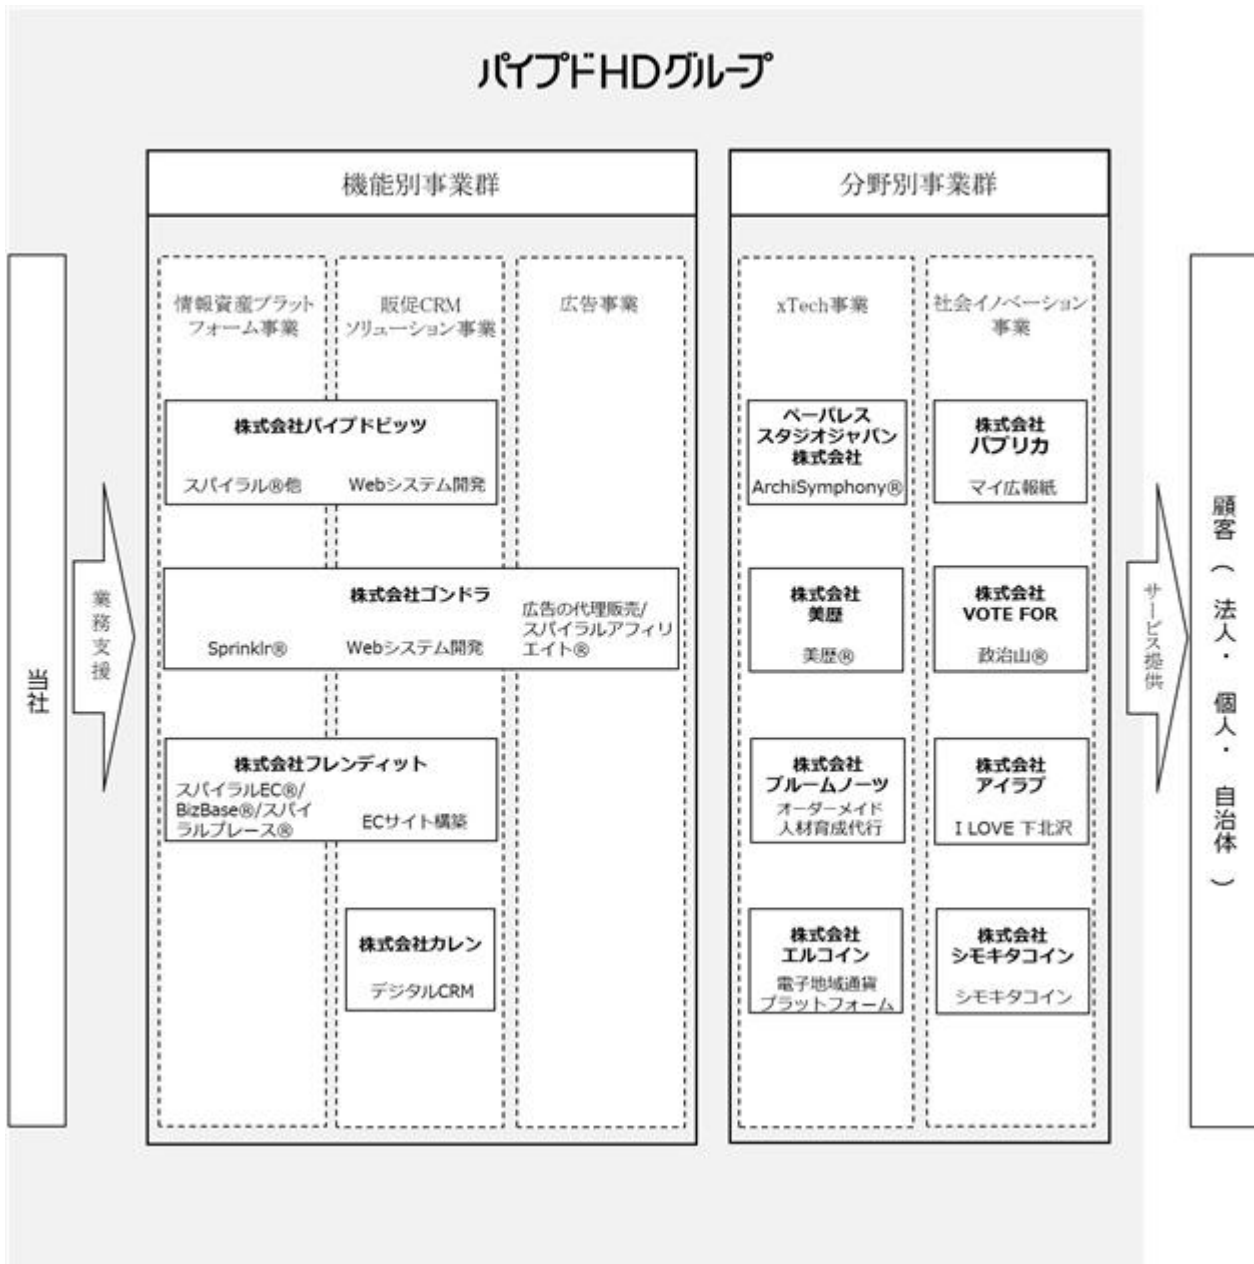 パイプドHDグループ
機能別事業群
情報資産プラット
フォーム事業
販促CRM
ソリューション事業
広告事業
株式会社パイプドビッツ
スパイラル®他
Webシステム開発
株式会社ゴンドラ
Sprinklr®
Webシステム開発
広告の代理販売/
スパイラルアフィリ
エイト®
株式会社フレンディット
スパイラルEC®/
BizBase®/スパイ
ラルプレース®
ECサイト構築
株式会社カレン
デジタルCRM
分野別事業群
xTech事業
社会イノベーション
事業
ペーパレス
スタジオジャパン
株式会社
ArchiSymphony®
株式会社
パブリカ
マイ広報紙
株式会社
美歴
美歴®
株式会社
VOTE FOR
政治山®
株式会社
ブルームノーツ
オーダーメイド
人材育成代行
株式会社
アイラブ
I LOVE 下北沢
株式会社
エルコイン
電子地域通貨
プラットフォーム
株式会社
シモキタコイン
シモキタコイン
当社
業務支援
サービス提供
顧客（法人・個人・自治体）